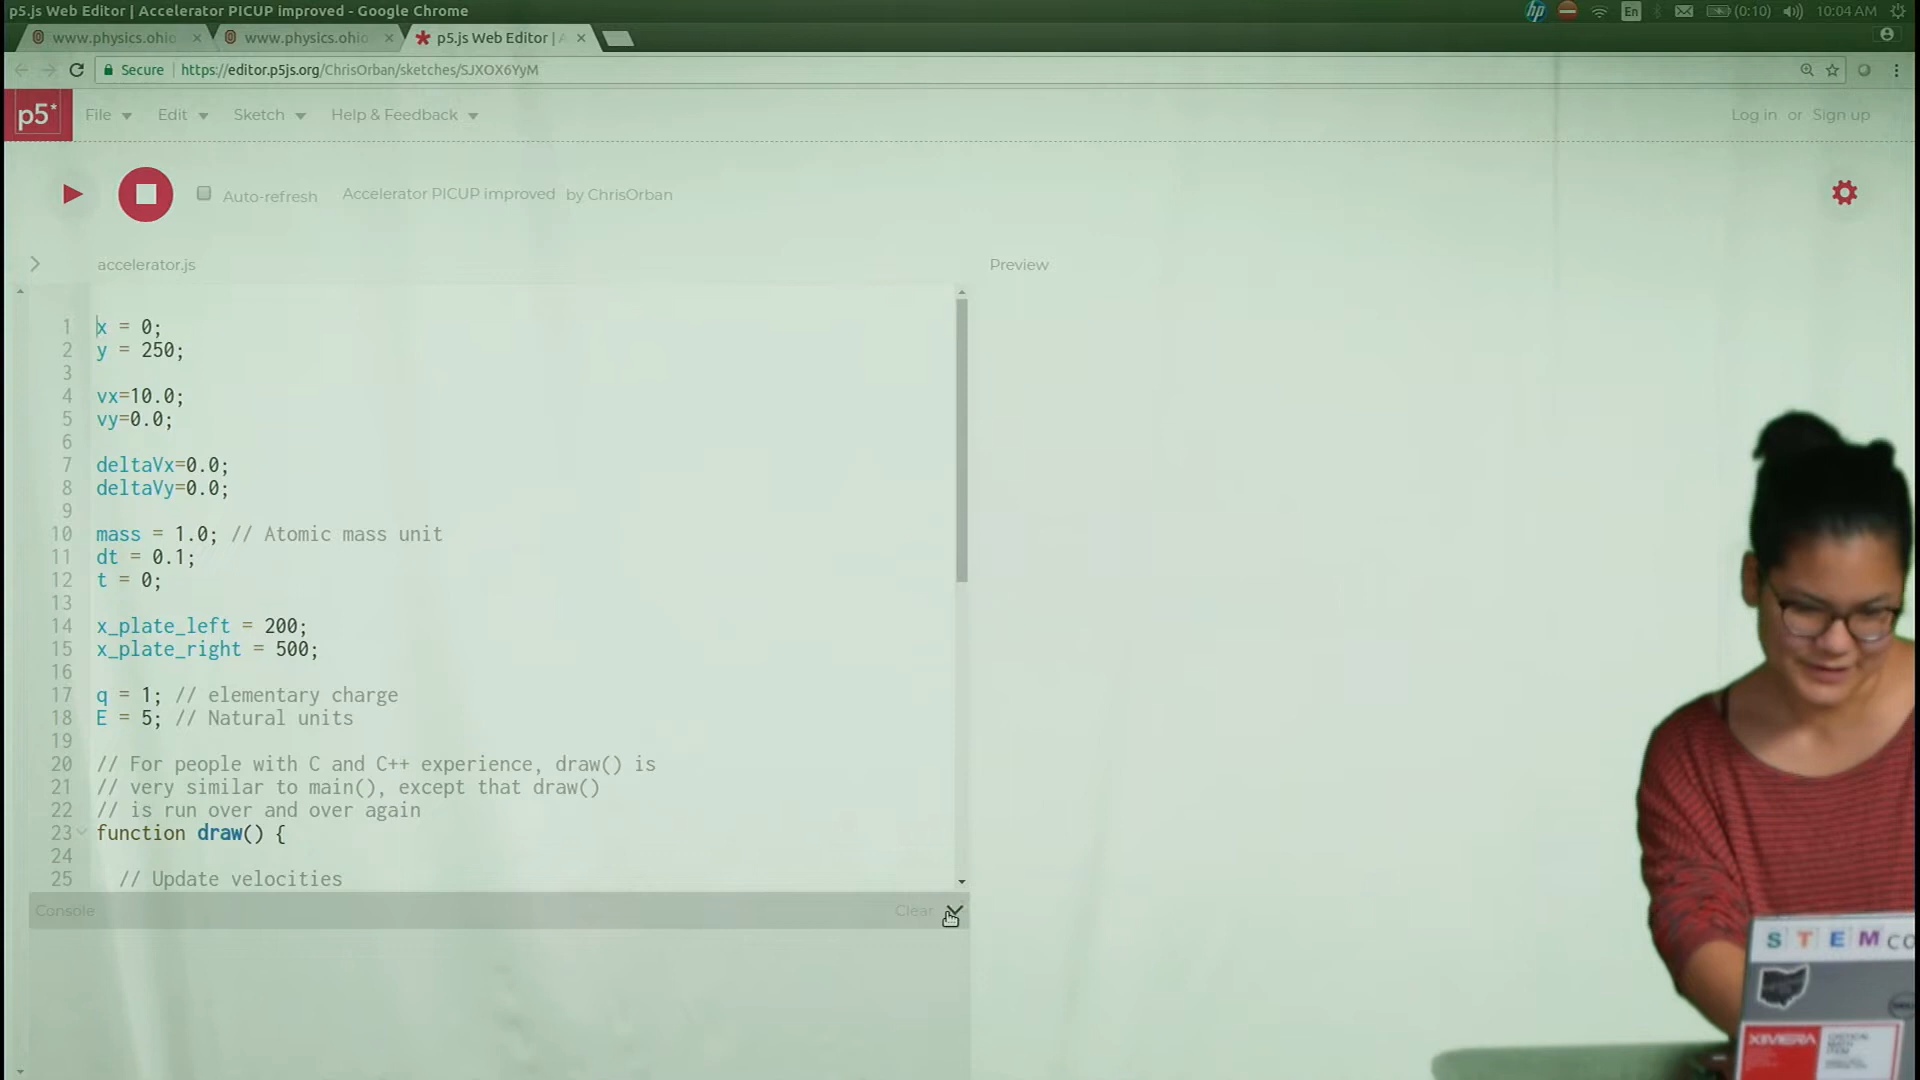 p5.js Web Editor | Accelerator PICUP improved - Google Chrome
hp En (0:10) 10:04 AM
www.physics.ohio × www.physics.ohio × p5.js Web Editor | ×
Secure https://editor.p5js.org/ChrisOrban/sketches/SJXOX6YyM
p5* File Edit Sketch Help & Feedback Log in or Sign up
Auto-refresh Accelerator PICUP improved by ChrisOrban
accelerator.js Preview
1 x = 0;
2 y = 250;
3
4 vx=10.0;
5 vy=0.0;
6
7 deltaVx=0.0;
8 deltaVy=0.0;
9
10 mass = 1.0; // Atomic mass unit
11 dt = 0.1;
12 t = 0;
13
14 x_plate_left = 200;
15 x_plate_right = 500;
16
17 q = 1; // elementary charge
18 E = 5; // Natural units
19
20 // For people with C and C++ experience, draw() is
21 // very similar to main(), except that draw()
22 // is run over and over again
23 function draw() {
24
25 // Update velocities
Console Clear
STEMCO
XIMERA